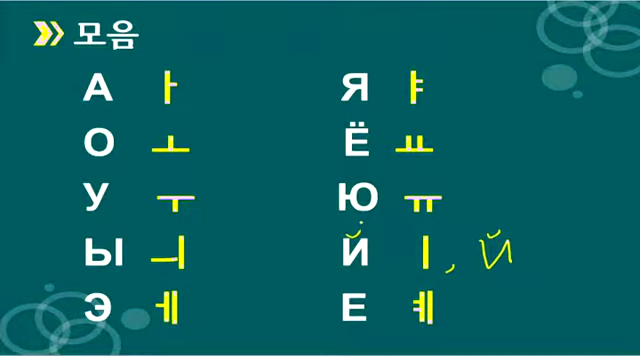 모음
А ㅏ Я ㅑ
О ㅗ Ё ㅛ
У ㅜ Ю ㅠ
Ы ㅢ Й ㅣ, й
Э ㅔ Е ㅖ